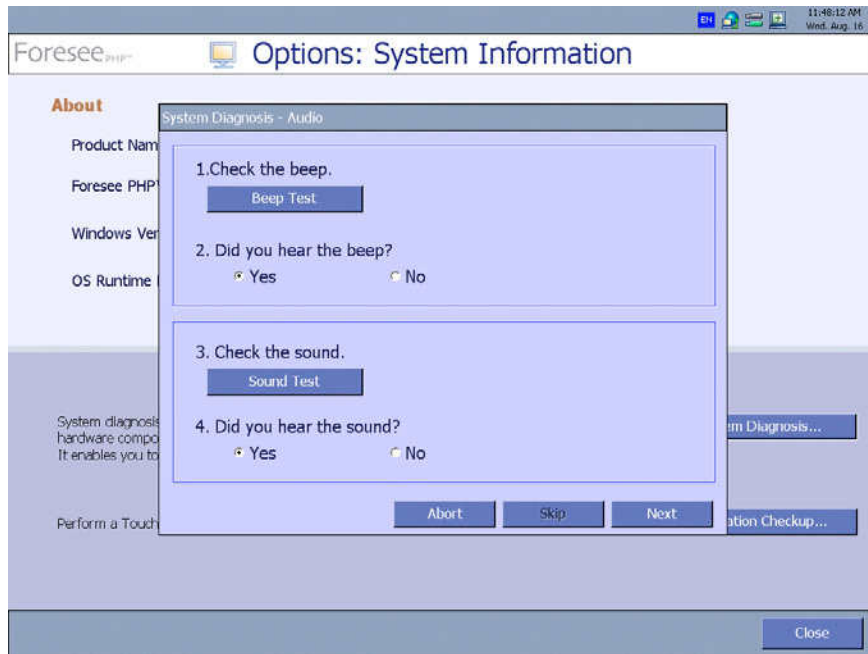 EN
11:48:12 AM
Wed. Aug. 16
Foresee PHP™
Options: System Information
About
Product Nam
Foresee PHP
Windows Ver
OS Runtime
System Diagnosis - Audio
1.Check the beep.
Beep Test
2. Did you hear the beep?
Yes No
3. Check the sound.
Sound Test
4. Did you hear the sound?
Yes No
Abort Skip Next
System diagnosis
hardware compo
It enables you to
m Diagnosis...
Perform a Touch
ation Checkup...
Close